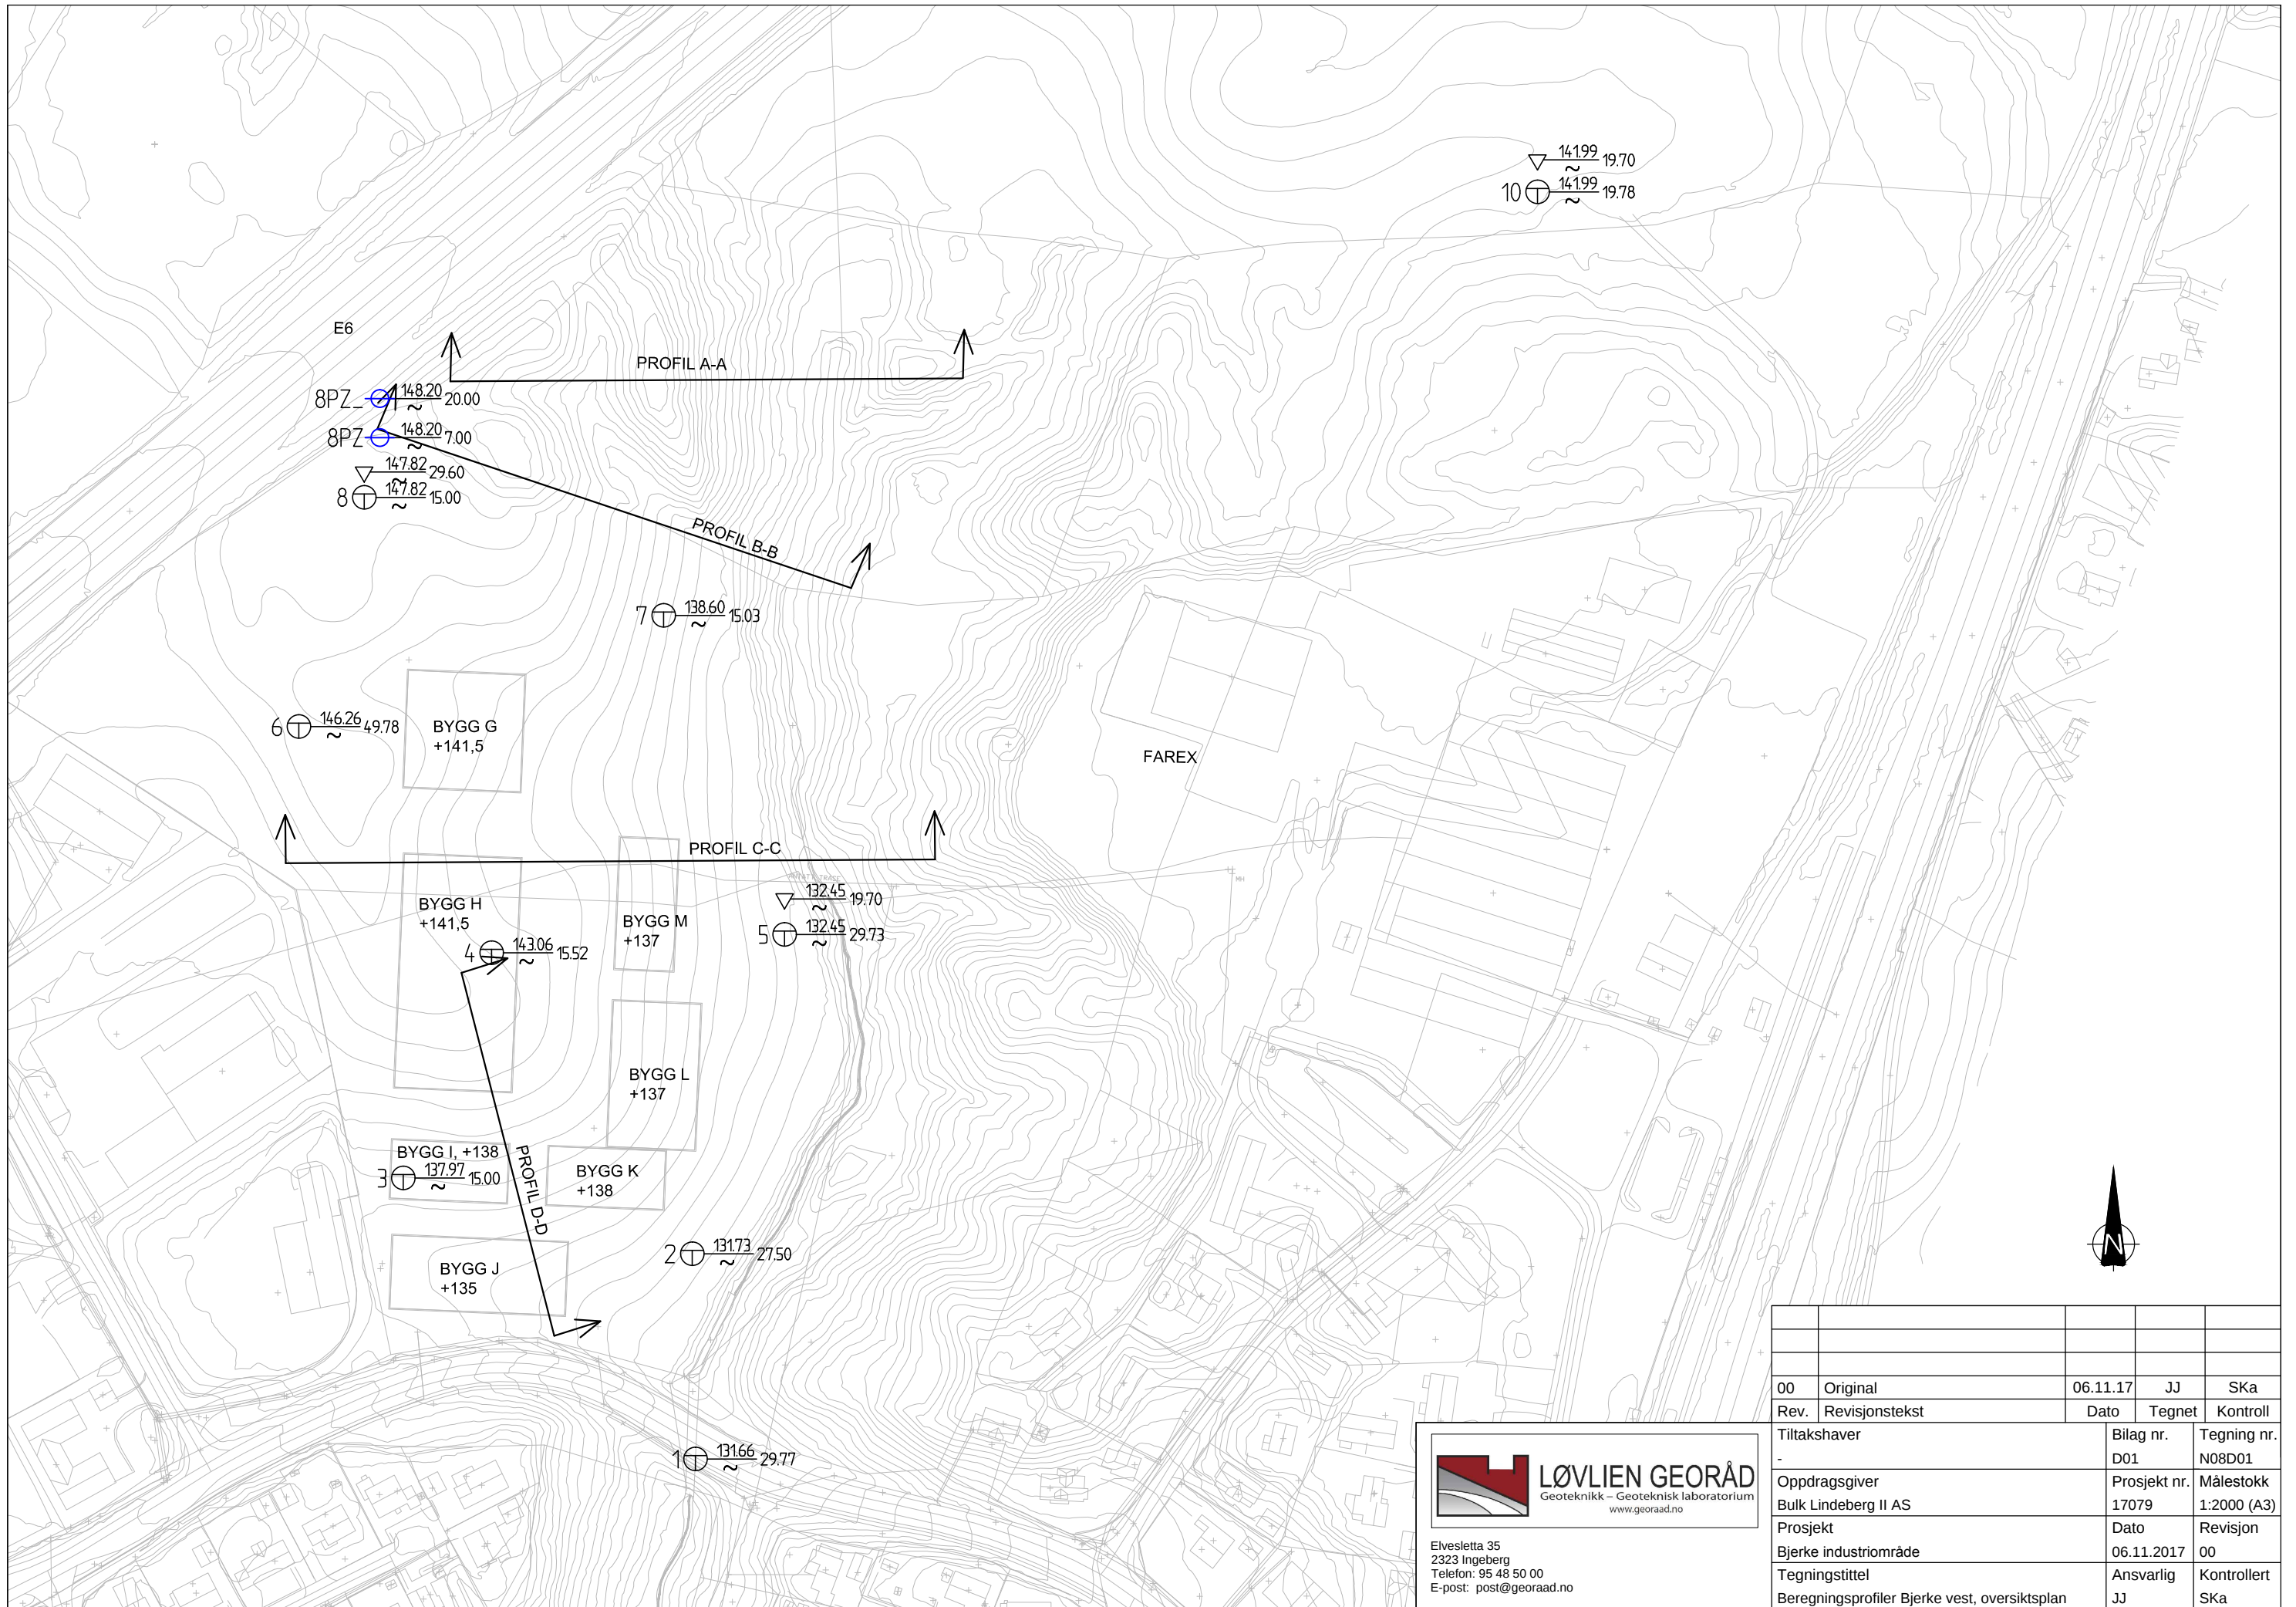 141.99
~ 19.70
10 141.99
~ 19.78
E6
PROFIL A-A
8PZ_ 148.20
~ 20.00
8PZ 148.20
~ 7.00
147.82
~ 29.60
8 147.82
~ 15.00
PROFIL B-B
7 138.60
~ 15.03
6 146.26
~ 49.78
BYGG G
+141,5
FAREX
PROFIL C-C
BYGG H
+141,5
BYGG M
+137
132.45
~ 19.70
5 132.45
~ 29.73
MH
4 143.06
~ 15.52
BYGG L
+137
BYGG I, +138
3 137.97
~ 15.00
PROFIL D-D
BYGG K
+138
2 131.73
~ 27.50
BYGG J
+135
N
1 131.66
~ 29.77
00 Original 06.11.17 JJ SKa
Rev. Revisjonstekst Dato Tegnet Kontroll
Tiltakshaver Bilag nr. Tegning nr.
- D01 N08D01
Oppdragsgiver Prosjekt nr. Målestokk
Bulk Lindeberg II AS 17079 1:2000 (A3)
Prosjekt Dato Revisjon
Bjerke industriområde 06.11.2017 00
Tegningstittel Ansvarlig Kontrollert
Beregningsprofiler Bjerke vest, oversiktsplan JJ SKa
LØVLIEN GEORÅD
Geoteknikk – Geoteknisk laboratorium
www.georaad.no
Elvesletta 35
2323 Ingeberg
Telefon: 95 48 50 00
E-post: post@georaad.no